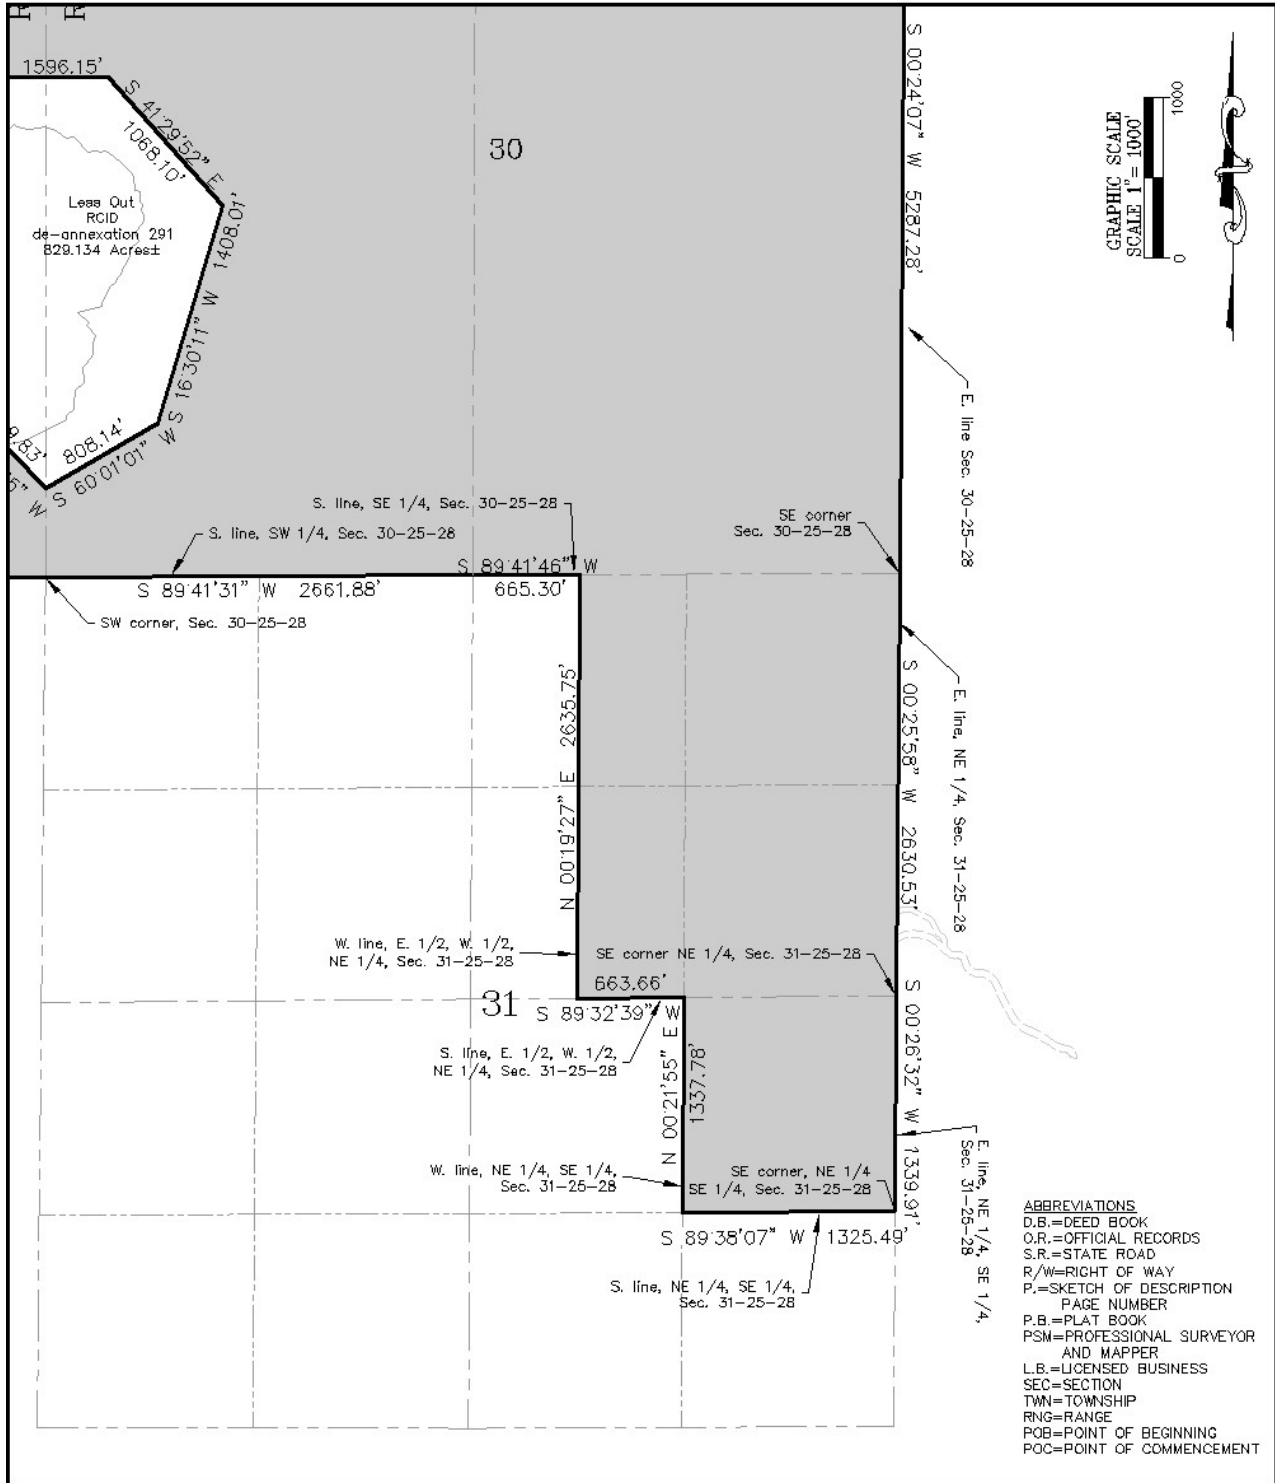 R
R
1596.15'
S 41°29'52" E
1068.10'
30
S 00°24'07" W 5287.28'
1000
0
GRAPHIC SCALE
SCALE 1" = 1000'
Less Out
RCID
de-annexation 291
829.134 Acres±
S 16°30'11" W 1408.01'
808.14'
S 60°01'01" W
9.83'
5" W
E. line Sec. 30-25-28
S. line, SE 1/4, Sec. 30-25-28
SE corner
Sec. 30-25-28
S. line, SW 1/4, Sec. 30-25-28
S 89°41'46" W
665.30'
S 89°41'31" W 2661.88'
SW corner, Sec. 30-25-28
N 00°19'27" E 2635.75'
S 00°25'58" W 2630.53'
E. line, NE 1/4, Sec. 31-25-28
W. line, E. 1/2, W. 1/2,
NE 1/4, Sec. 31-25-28
SE corner NE 1/4, Sec. 31-25-28
663.66'
31
S 89°32'39" W
S. line, E. 1/2, W. 1/2,
NE 1/4, Sec. 31-25-28
N 00°21'55" E
1337.78'
S 00°26'32" W 1339.91'
W. line, NE 1/4, SE 1/4,
Sec. 31-25-28
SE corner, NE 1/4
SE 1/4, Sec. 31-25-28
E. line, NE 1/4, SE 1/4,
Sec. 31-25-28
S 89°38'07" W 1325.49'
S. line, NE 1/4, SE 1/4,
Sec. 31-25-28
ABBREVIATIONS
D.B.=DEED BOOK
O.R.=OFFICIAL RECORDS
S.R.=STATE ROAD
R/W=RIGHT OF WAY
P.=SKETCH OF DESCRIPTION
PAGE NUMBER
P.B.=PLAT BOOK
PSM=PROFESSIONAL SURVEYOR
AND MAPPER
L.B.=LICENSED BUSINESS
SEC=SECTION
TWN=TOWNSHIP
RNG=RANGE
POB=POINT OF BEGINNING
POC=POINT OF COMMENCEMENT